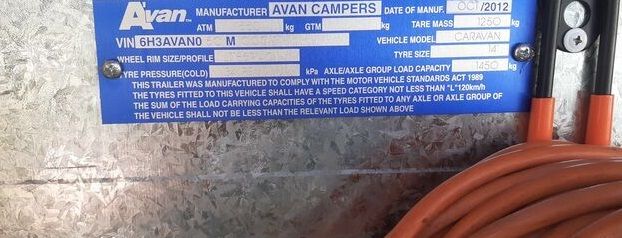 Avan
MANUFACTURER AVAN CAMPERS DATE OF MANUF. OCT/2012
ATM kg GTM kg TARE MASS 1250 kg
VIN 6H3AVAN0 M VEHICLE MODEL CARAVAN
WHEEL RIM SIZE/PROFILE TYRE SIZE 14
TYRE PRESSURE(COLD) kPa AXLE/AXLE GROUP LOAD CAPACITY 1450 kg
THIS TRAILER WAS MANUFACTURED TO COMPLY WITH THE MOTOR VEHICLE STANDARDS ACT 1989
THE TYRES FITTED TO THIS VEHICLE SHALL HAVE A SPEED CATEGORY NOT LESS THAN "L"120km/h
THE SUM OF THE LOAD CARRYING CAPACITIES OF THE TYRES FITTED TO ANY AXLE OR AXLE GROUP OF
THE VEHICLE SHALL NOT BE LESS THAN THE RELEVANT LOAD SHOWN ABOVE